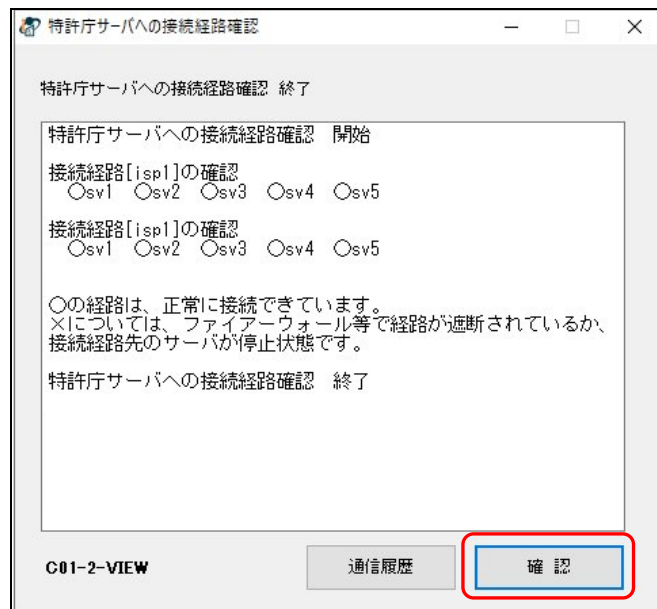 特許庁サーバへの接続経路確認
特許庁サーバへの接続経路確認 終了
特許庁サーバへの接続経路確認 開始
接続経路[isp1]の確認
○sv1 ○sv2 ○sv3 ○sv4 ○sv5
接続経路[isp1]の確認
○sv1 ○sv2 ○sv3 ○sv4 ○sv5
○の経路は、正常に接続できています。
×については、ファイアーウォール等で経路が遮断されているか、
接続経路先のサーバが停止状態です。
特許庁サーバへの接続経路確認 終了
C01-2-VIEW 通信履歴 確 認